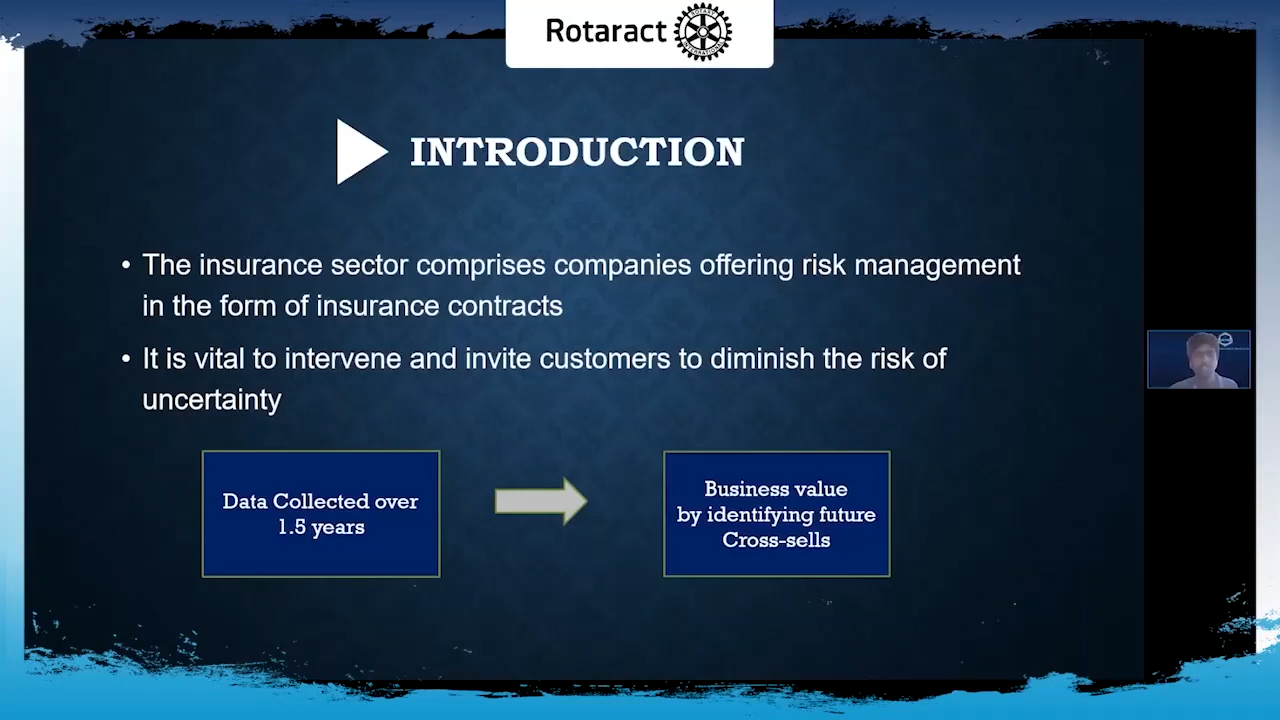 Rotaract
INTRODUCTION
• The insurance sector comprises companies offering risk management
in the form of insurance contracts
• It is vital to intervene and invite customers to diminish the risk of
uncertainty
Data Collected over
1.5 years
Business value
by identifying future
Cross-sells